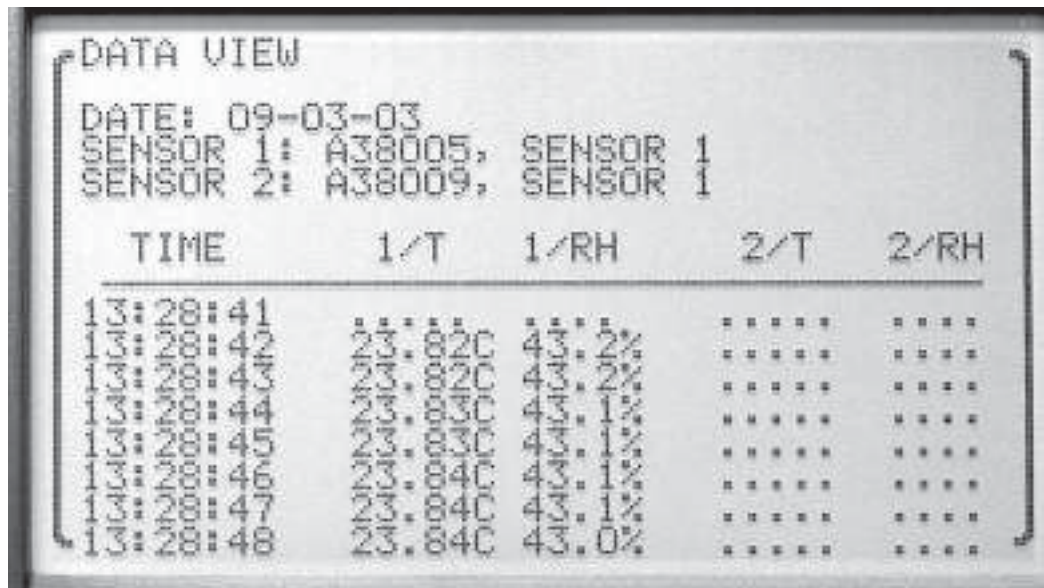 DATA VIEW
DATE: 09-03-03
SENSOR 1: A38005, SENSOR 1
SENSOR 2: A38009, SENSOR 1
TIME 1/T 1/RH 2/T 2/RH
13:28:41 ..... .... ..... ....
13:28:42 23.82C 43.2% ..... ....
13:28:43 23.82C 43.2% ..... ....
13:28:44 23.83C 43.1% ..... ....
13:28:45 23.83C 43.1% ..... ....
13:28:46 23.84C 43.1% ..... ....
13:28:47 23.84C 43.1% ..... ....
13:28:48 23.84C 43.0% ..... ....